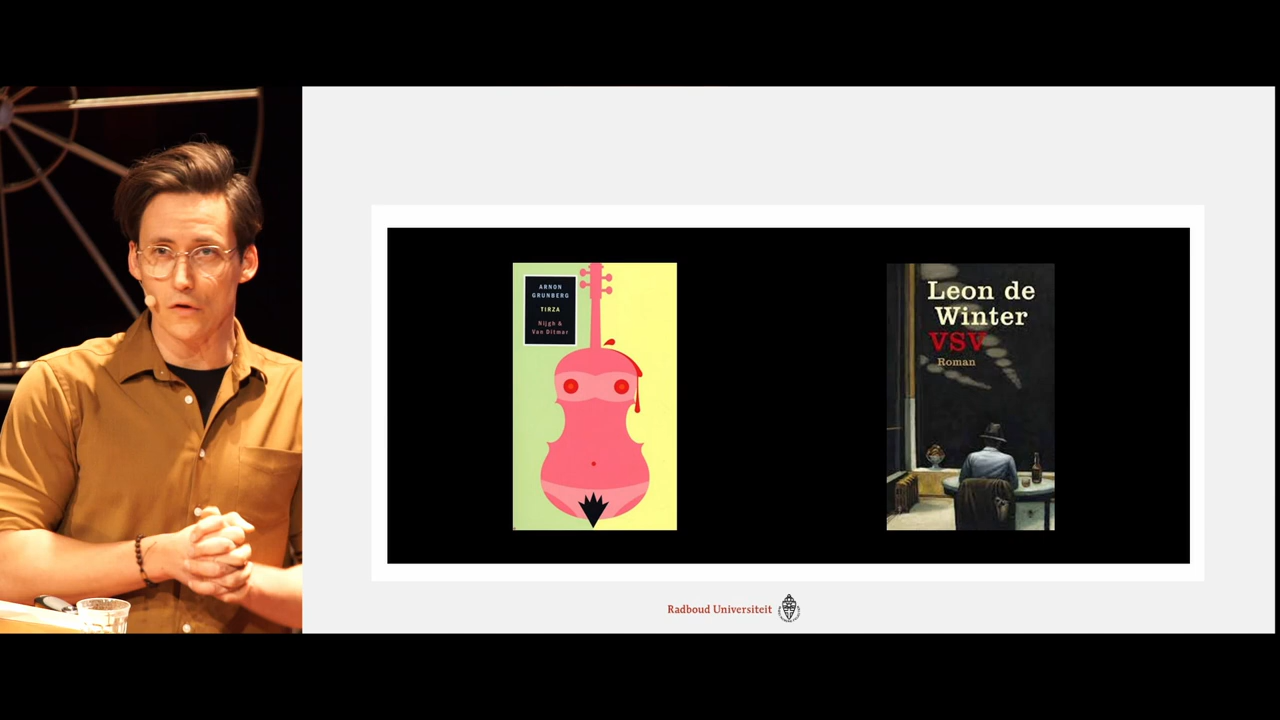 ARNON
GRUNBERG
TIRZA
Nijgh &
Van Ditmar
Leon de
Winter
VSV
Roman
Radboud Universiteit